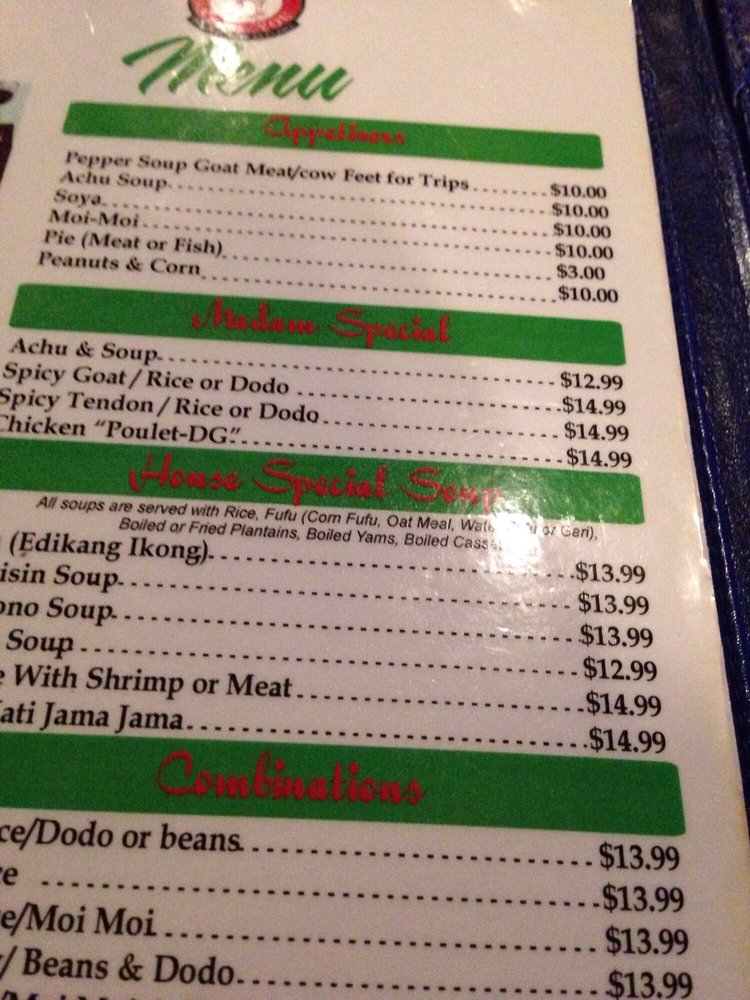 Menu
Appetizers
Pepper Soup Goat Meat/cow Feet for Trips $10.00
Achu Soup $10.00
Soya $10.00
Moi-Moi $10.00
Pie (Meat or Fish) $3.00
Peanuts & Corn $10.00
Madam Special
Achu & Soup $12.99
Spicy Goat / Rice or Dodo $14.99
Spicy Tendon / Rice or Dodo $14.99
Chicken "Poulet-DG" $14.99
House Special Soup
All soups are served with Rice, Fufu (Corn Fufu, Oat Meal, or Gari),
Boiled or Fried Plantains, Boiled Yams, Boiled
(Edikang Ikong) $13.99
Soup $13.99
Soup $13.99
Soup $12.99
With Shrimp or Meat $14.99
Jama Jama $14.99
Combinations
/Dodo or beans $13.99
$13.99
/Moi Moi $13.99
/ Beans & Dodo $13.99